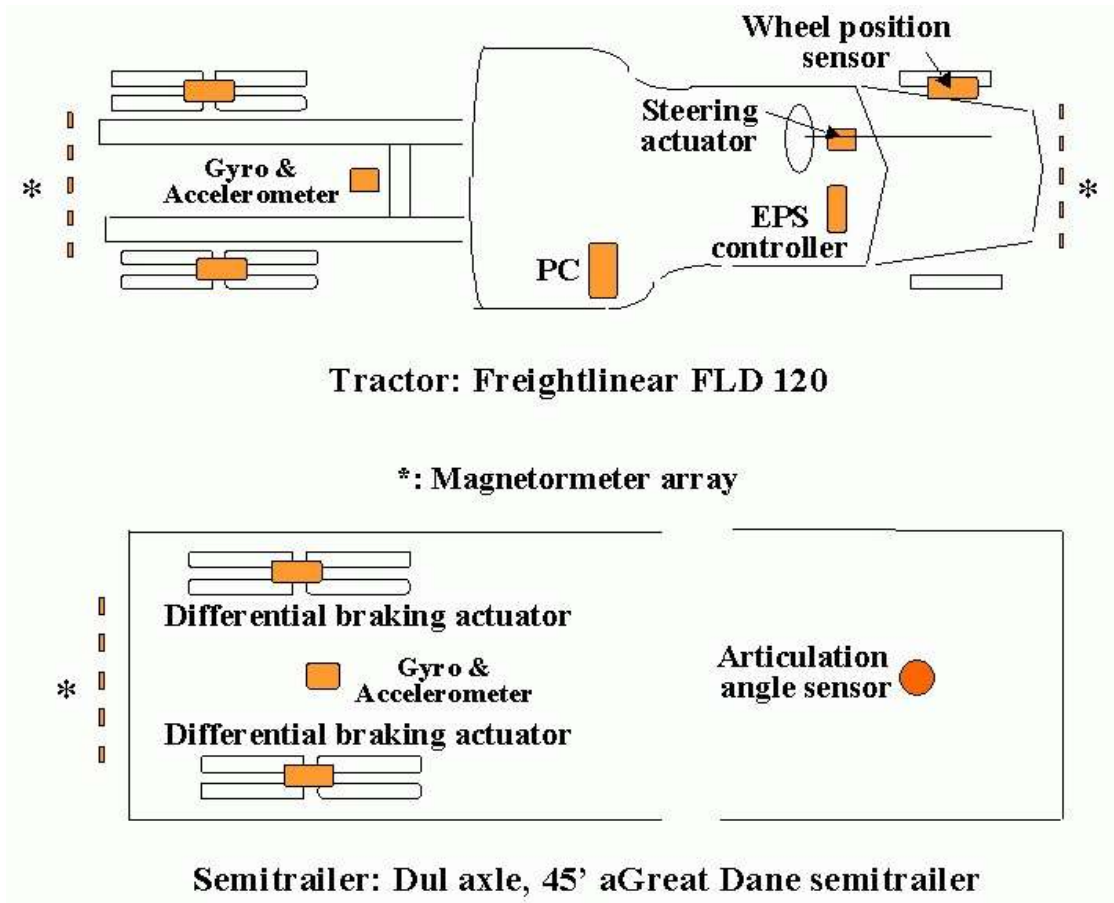 Wheel position
sensor
Steering
actuator
Gyro &
Accelerometer
*
*
EPS
controller
PC
Tractor: Freightlinear FLD 120
*: Magnetormeter array
Differential braking actuator
*
Gyro &
Accelerometer
Articulation
angle sensor
Differential braking actuator
Semitrailer: Dul axle, 45' aGreat Dane semitrailer